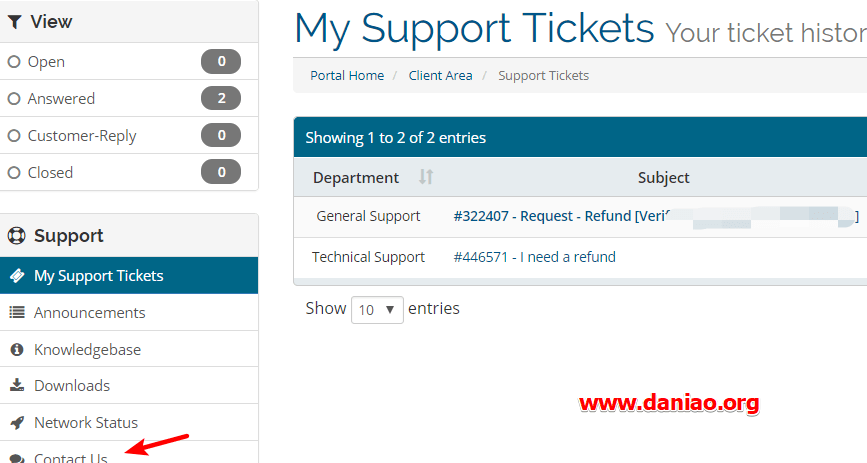 View
Open 0
Answered 2
Customer-Reply 0
Closed 0
Support
My Support Tickets
Announcements
Knowledgebase
Downloads
Network Status
Contact Us
My Support Tickets Your ticket histor
Portal Home / Client Area / Support Tickets
Showing 1 to 2 of 2 entries
Department Subject
General Support #322407 - Request - Refund [Verif ]
Technical Support #446571 - I need a refund
Show 10 entries
www.daniao.org